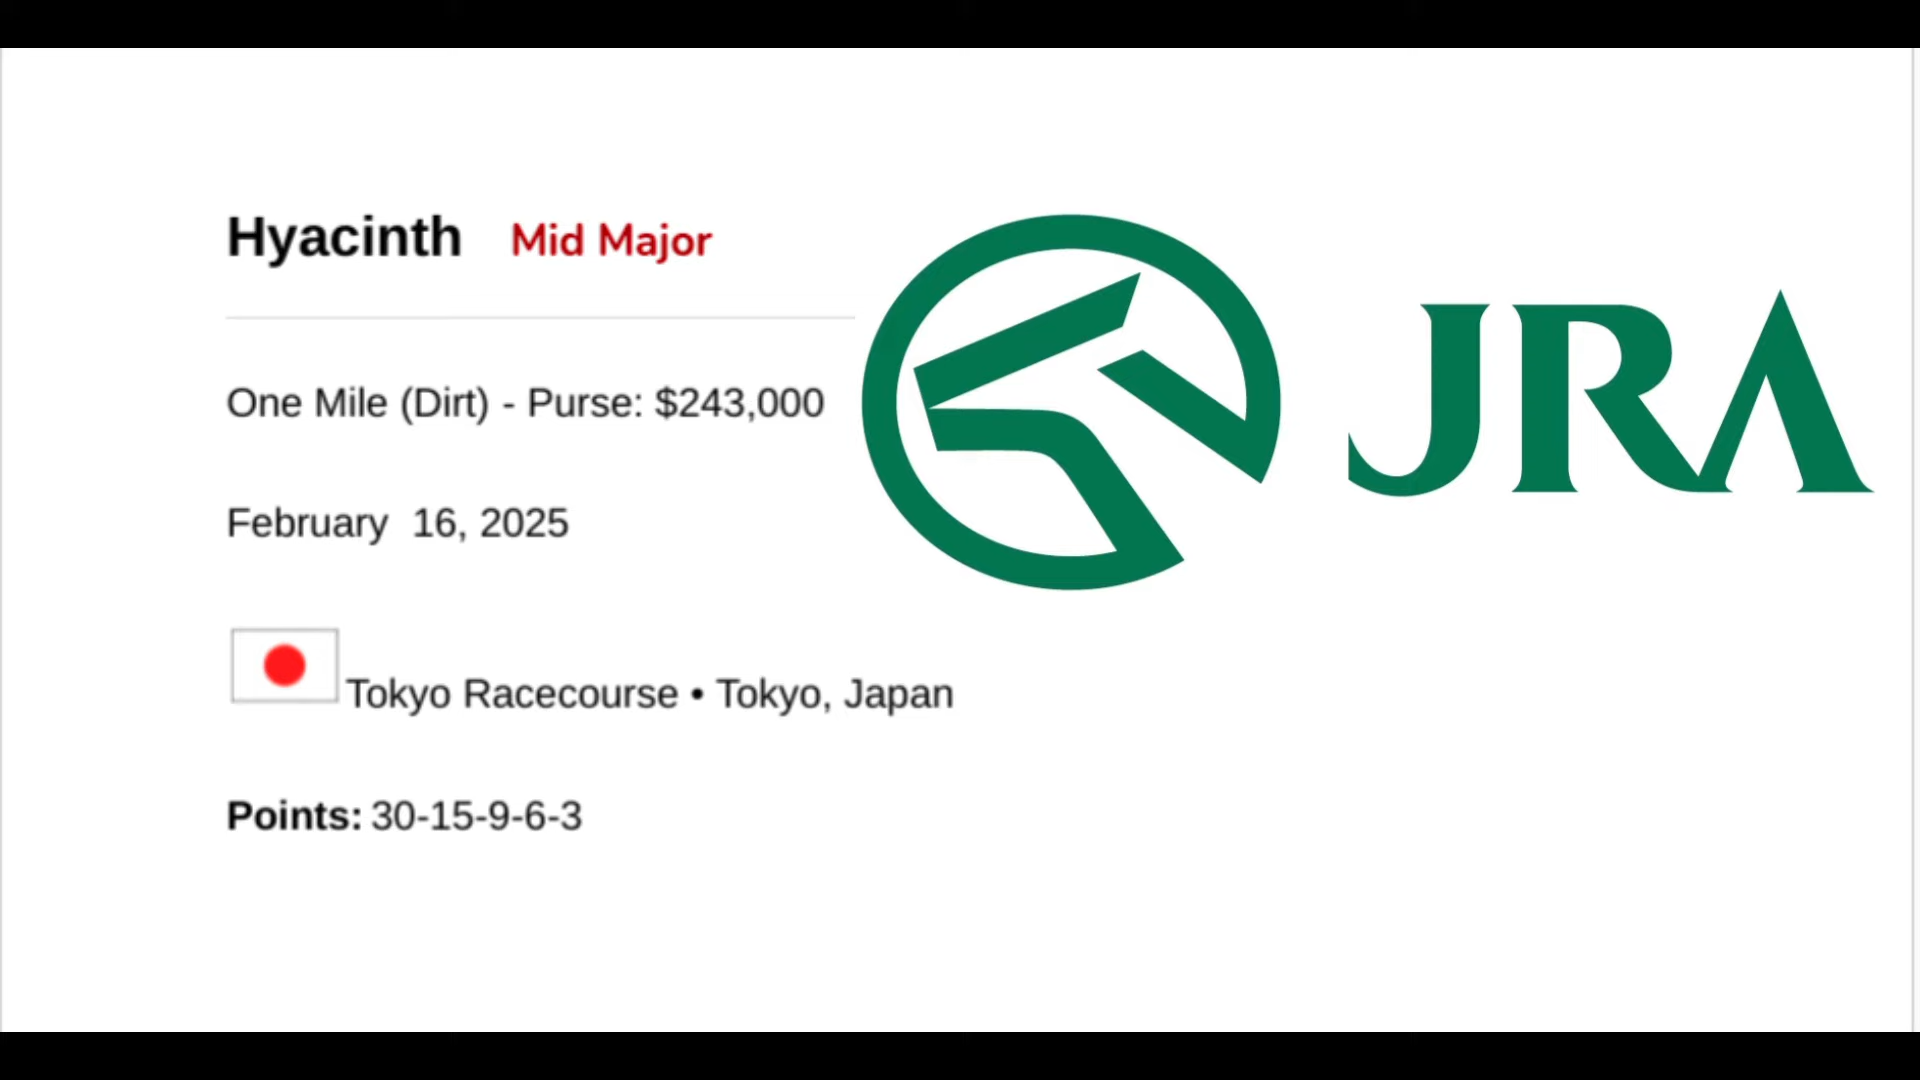 Hyacinth Mid Major
JRA
One Mile (Dirt) - Purse: $243,000
February  16, 2025
Tokyo Racecourse • Tokyo, Japan
Points: 30-15-9-6-3